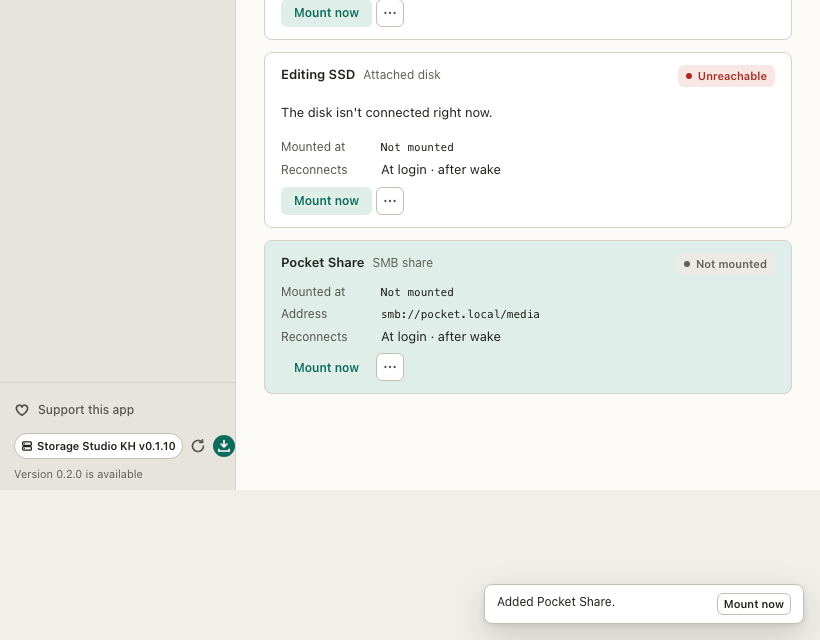 Mount now
Editing SSD Attached disk
Unreachable
The disk isn't connected right now.
Mounted at Not mounted
Reconnects At login · after wake
Mount now
Pocket Share SMB share
Not mounted
Mounted at Not mounted
Address smb://pocket.local/media
Reconnects At login · after wake
Mount now
Support this app
Storage Studio KH v0.1.10
Version 0.2.0 is available
Added Pocket Share.
Mount now